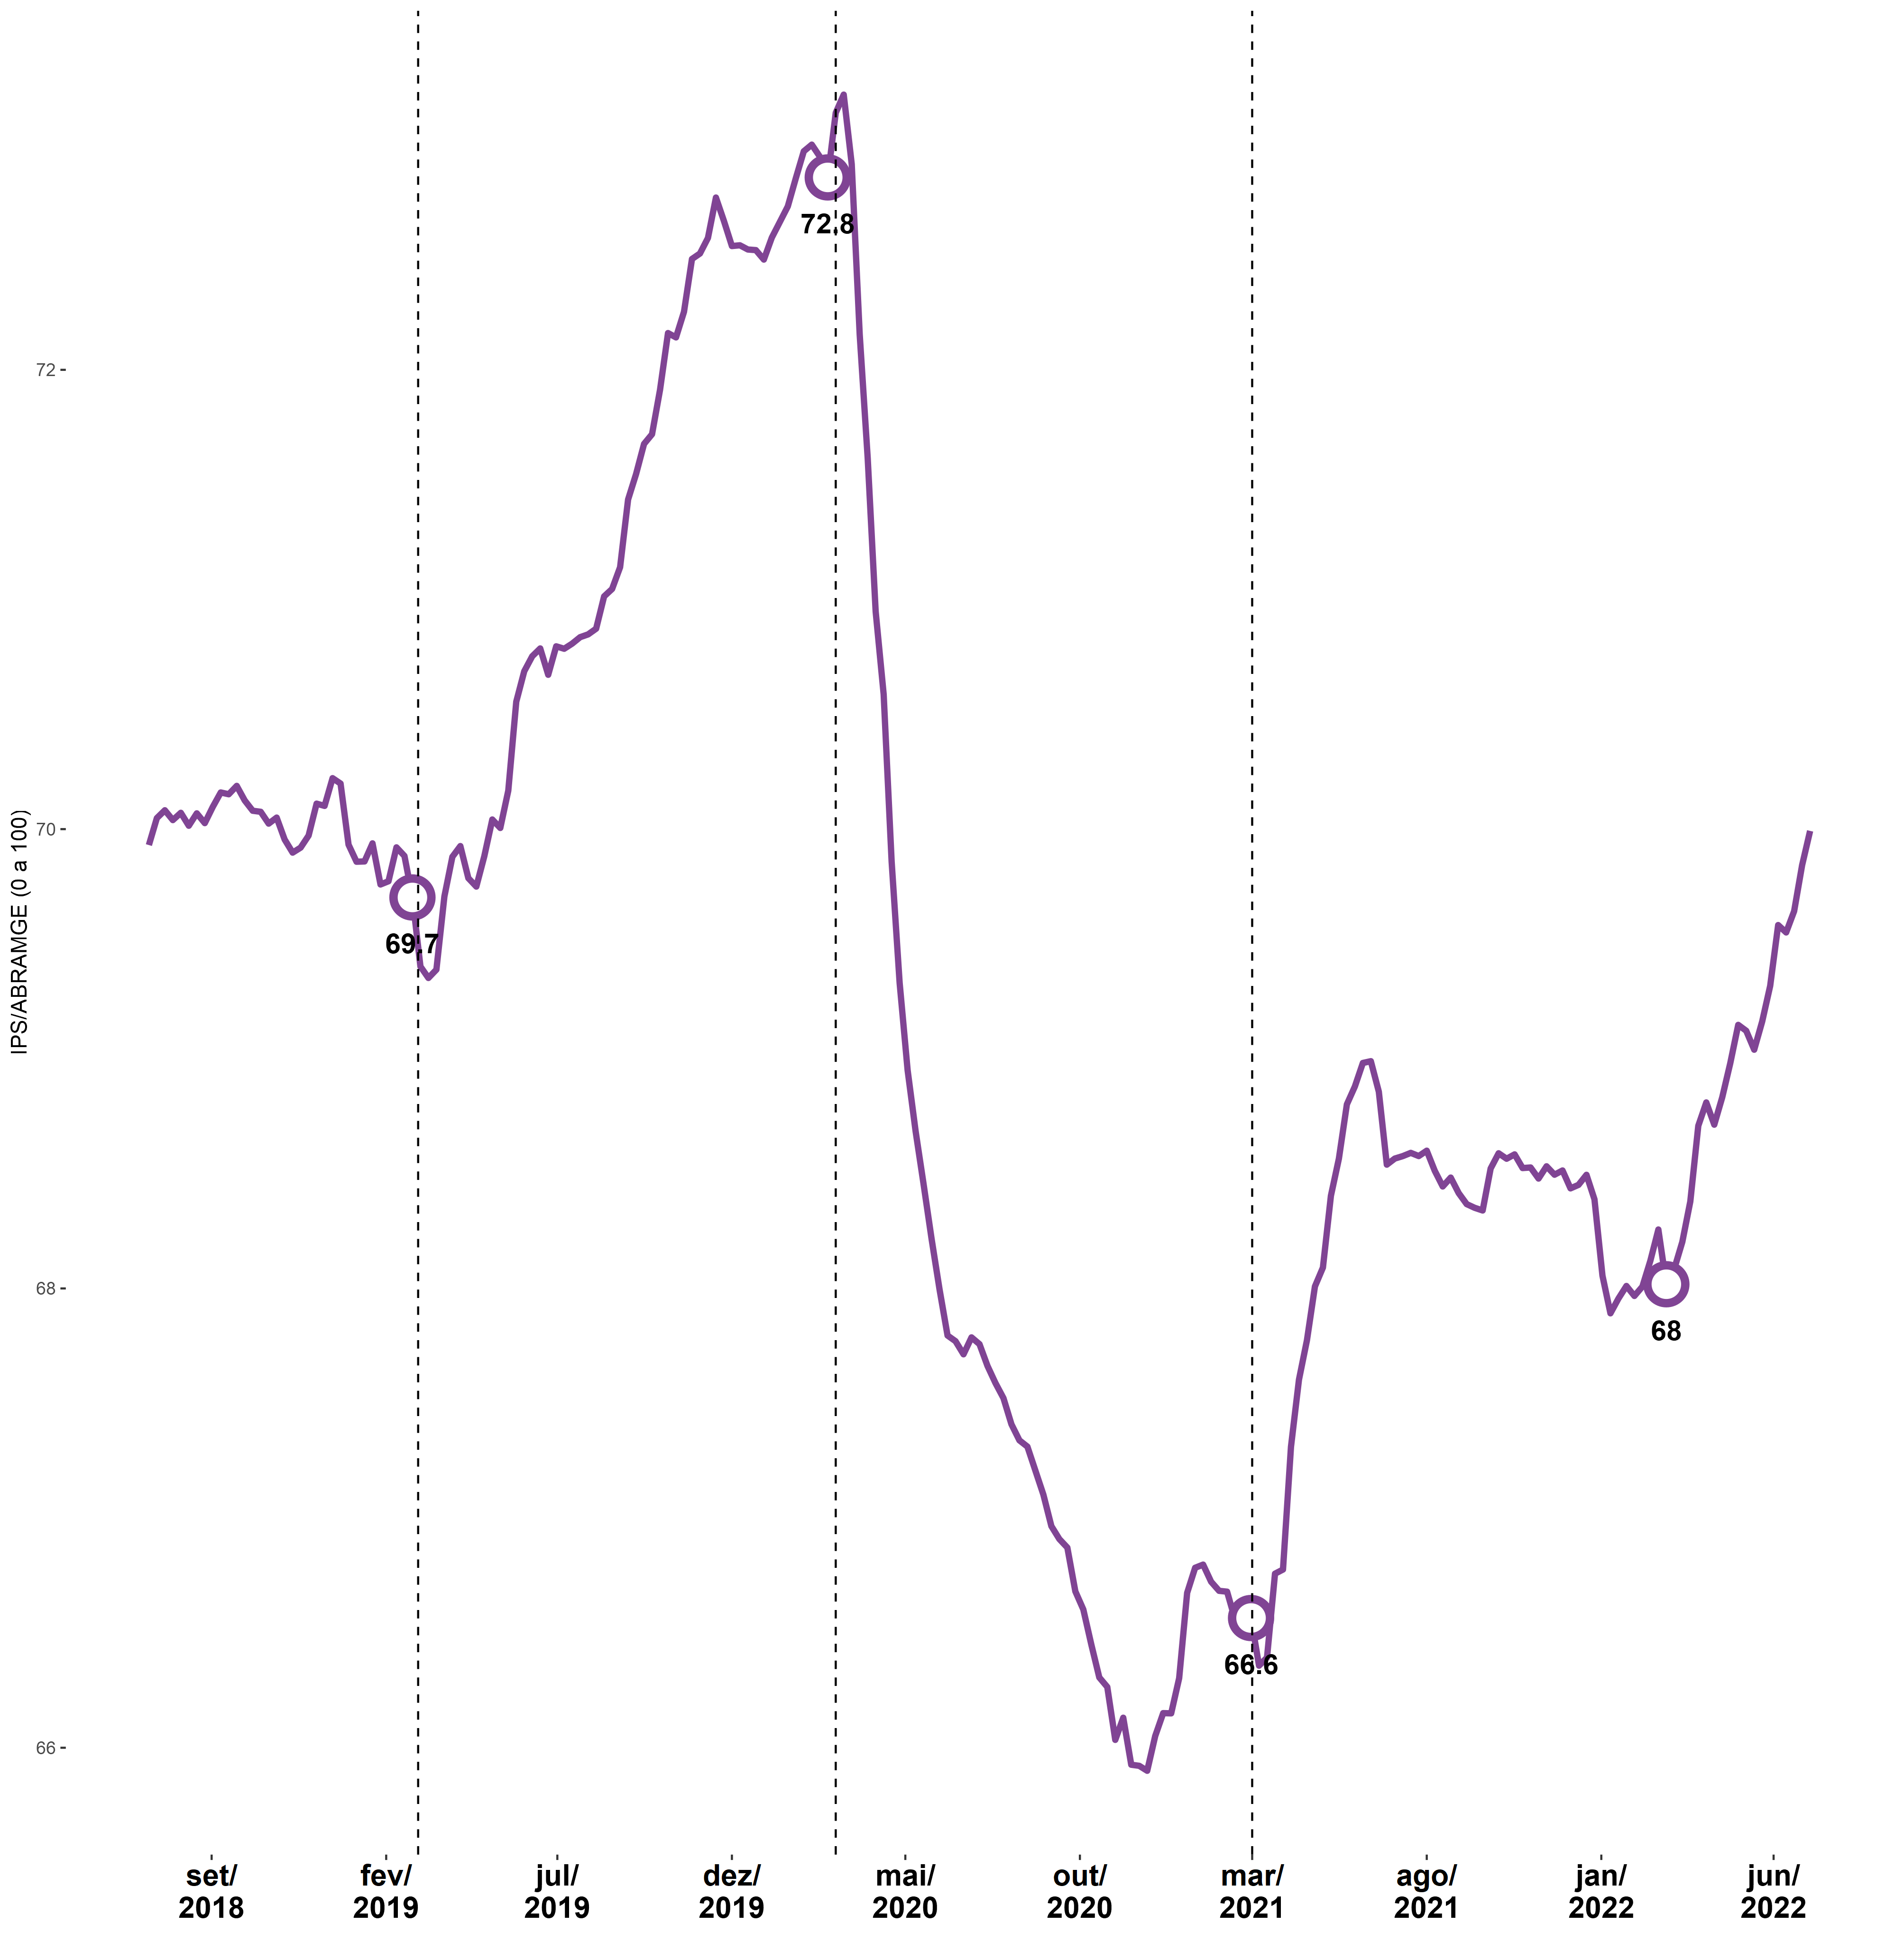 72.8
72
70
IPS/ABRAMGE (0 a 100)
69.7
68
68
66.6
66
set/
2018
fev/
2019
jul/
2019
dez/
2019
mai/
2020
out/
2020
mar/
2021
ago/
2021
jan/
2022
jun/
2022